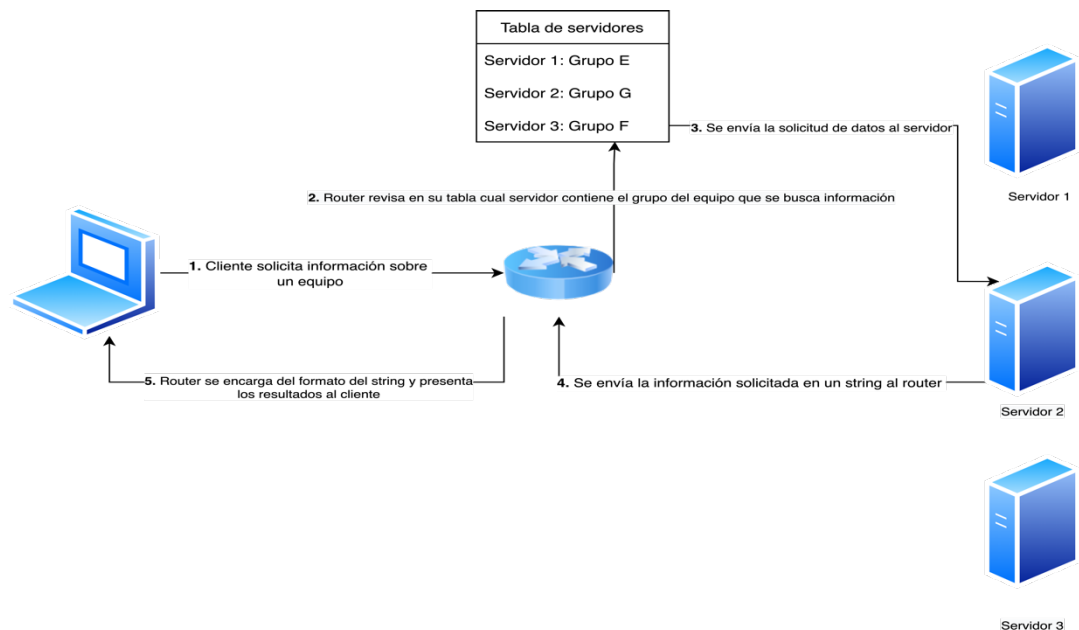 Tabla de servidores
Servidor 1: Grupo E
Servidor 2: Grupo G
Servidor 3: Grupo F
3. Se envía la solicitud de datos al servidor
Servidor 1
2. Router revisa en su tabla cual servidor contiene el grupo del equipo que se busca información
1. Cliente solicita información sobre
un equipo
5. Router se encarga del formato del string y presenta
los resultados al cliente
4. Se envía la información solicitada en un string al router
Servidor 2
Servidor 3